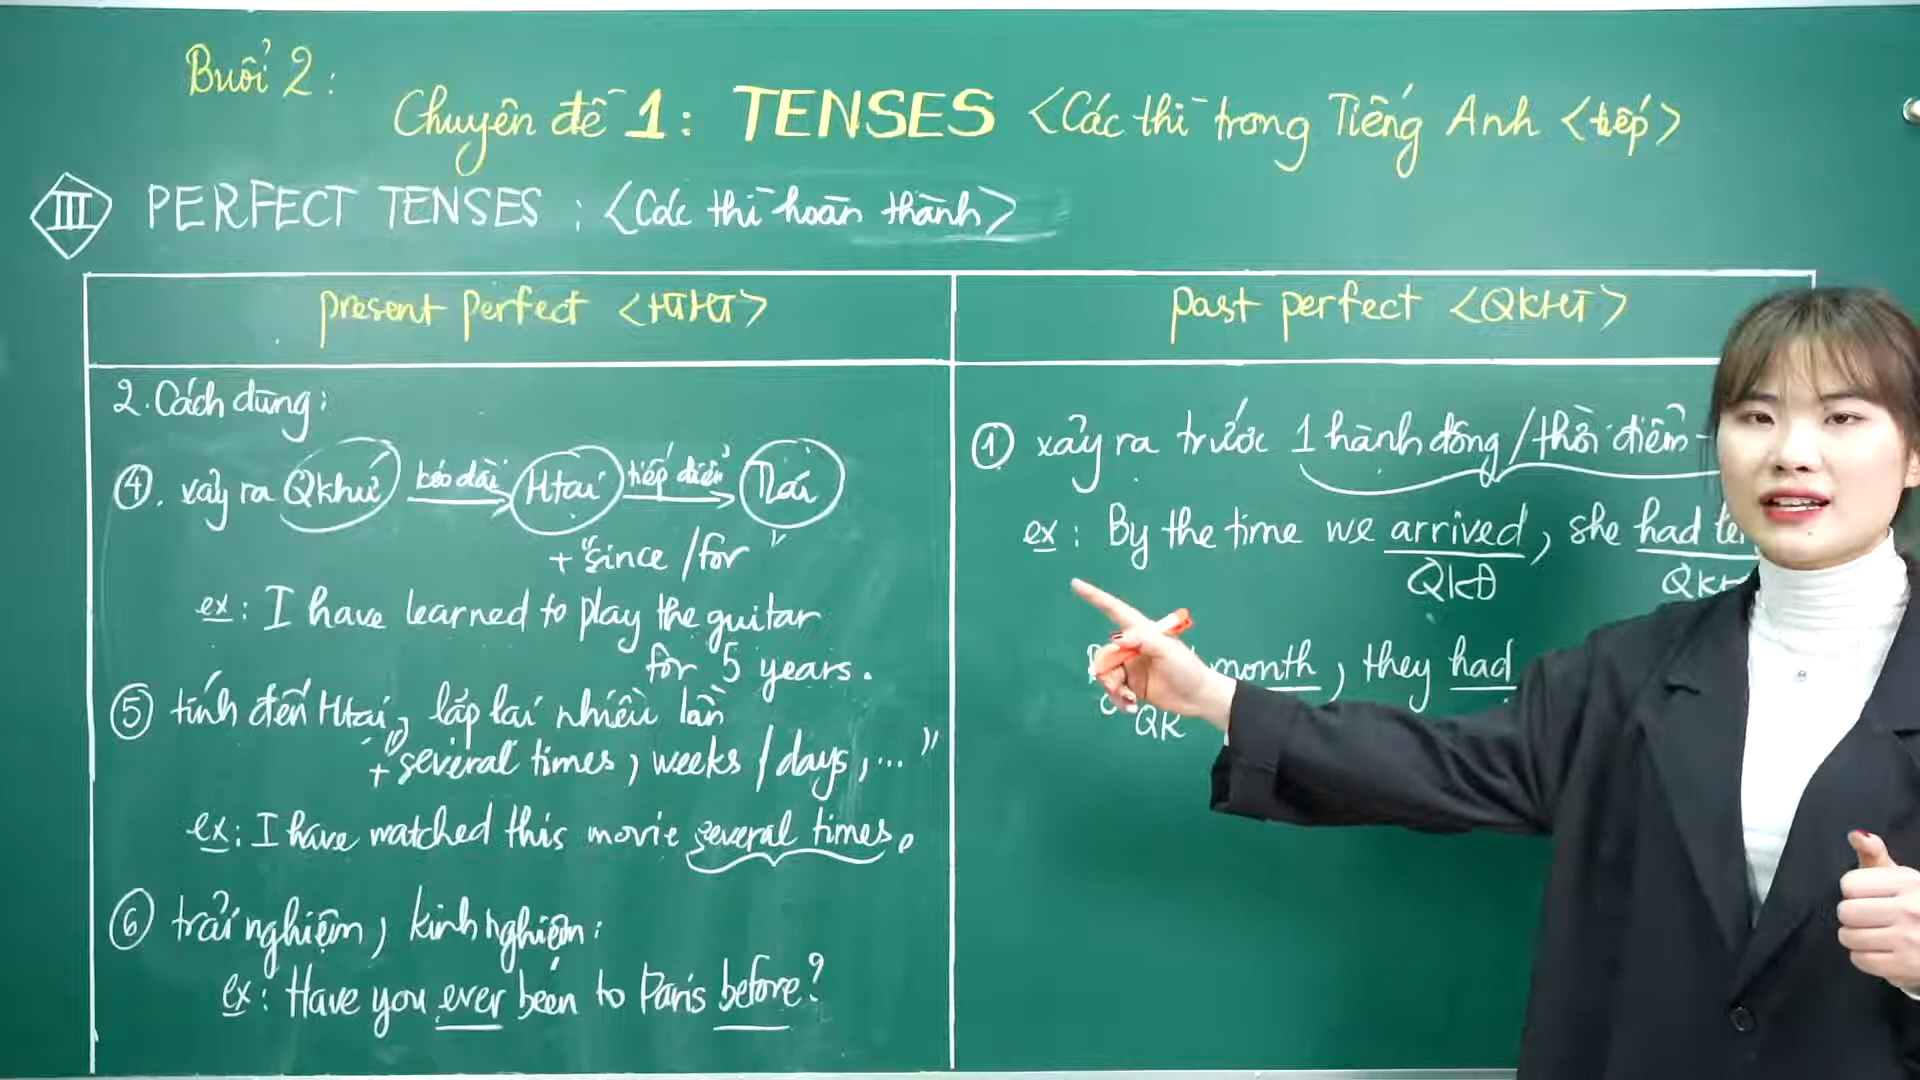 Buổi 2:
Chuyên đề 1: TENSES <Các thì trong Tiếng Anh <tiếp>
III PERFECT TENSES: <Các thì hoàn thành>
present perfect <HTHT>
2. Cách dùng:
④. xảy ra Qkhứ kéo dài Htại tiếp diễn Tlai
+ "since/for"
ex: I have learned to play the guitar
for 5 years.
⑤ tính đến Htại, lặp lại nhiều lần
+ "several times, weeks/days,..."
ex: I have watched this movie several times.
⑥ trải nghiệm, kinh nghiệm:
ex: Have you ever been to Paris before?
past perfect <QKHT>
① xảy ra trước 1 hành động/thời điểm
ex: By the time we arrived, she had
QKĐ
month, they had
QK